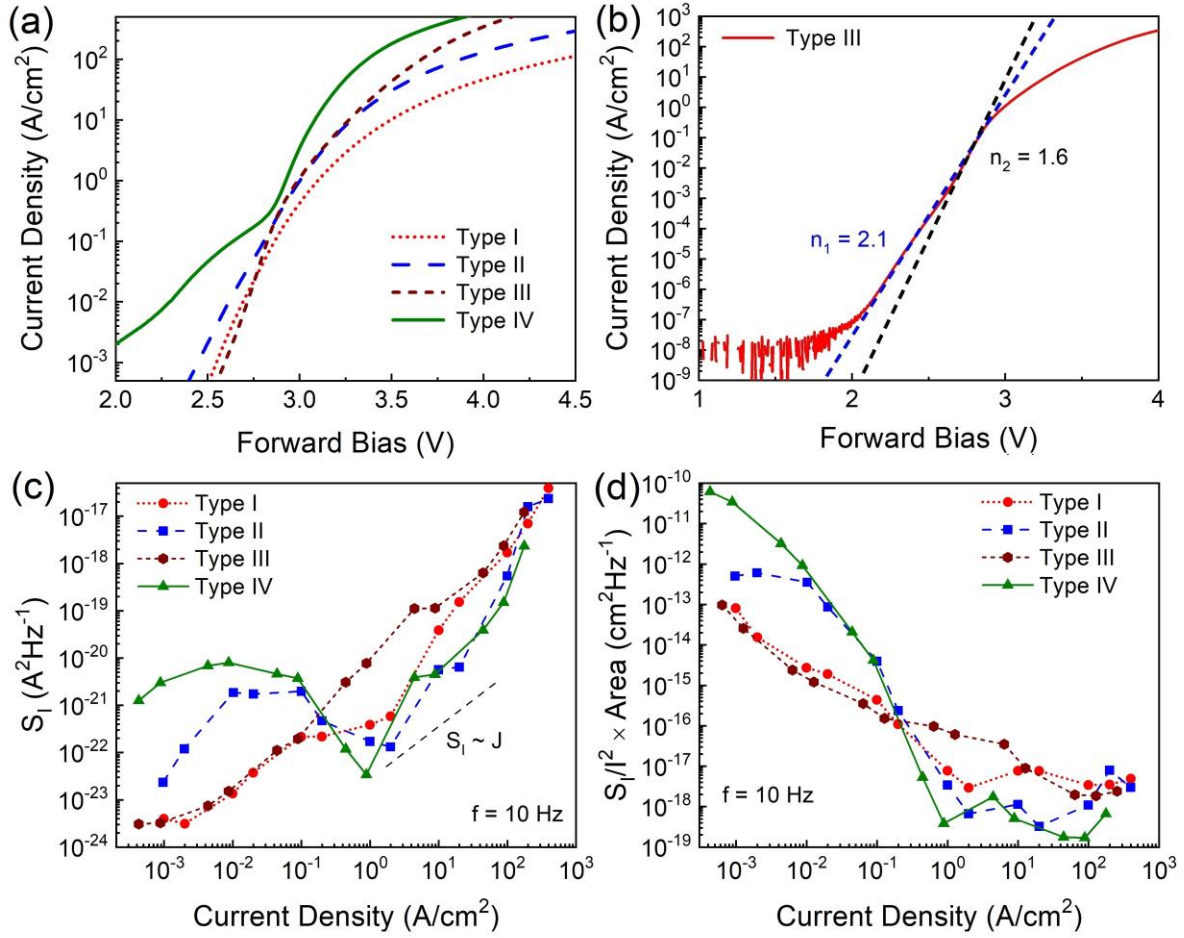 (a)
Current Density (A/cm²)
10²
10¹
10⁰
10⁻¹
10⁻²
10⁻³
2.0 2.5 3.0 3.5 4.0 4.5
Forward Bias (V)
Type I
Type II
Type III
Type IV
(b)
Current Density (A/cm²)
10³
10²
10¹
10⁰
10⁻¹
10⁻²
10⁻³
10⁻⁴
10⁻⁵
10⁻⁶
10⁻⁷
10⁻⁸
10⁻⁹
1 2 3 4
Forward Bias (V)
Type III
n₂ = 1.6
n₁ = 2.1
(c)
S_I (A²Hz⁻¹)
10⁻¹⁷
10⁻¹⁸
10⁻¹⁹
10⁻²⁰
10⁻²¹
10⁻²²
10⁻²³
10⁻²⁴
10⁻³ 10⁻² 10⁻¹ 10⁰ 10¹ 10² 10³
Current Density (A/cm²)
Type I
Type II
Type III
Type IV
S_I ~ J
f = 10 Hz
(d)
S_I/I² × Area (cm²Hz⁻¹)
10⁻¹⁰
10⁻¹¹
10⁻¹²
10⁻¹³
10⁻¹⁴
10⁻¹⁵
10⁻¹⁶
10⁻¹⁷
10⁻¹⁸
10⁻¹⁹
10⁻³ 10⁻² 10⁻¹ 10⁰ 10¹ 10² 10³
Current Density (A/cm²)
Type I
Type II
Type III
Type IV
f = 10 Hz